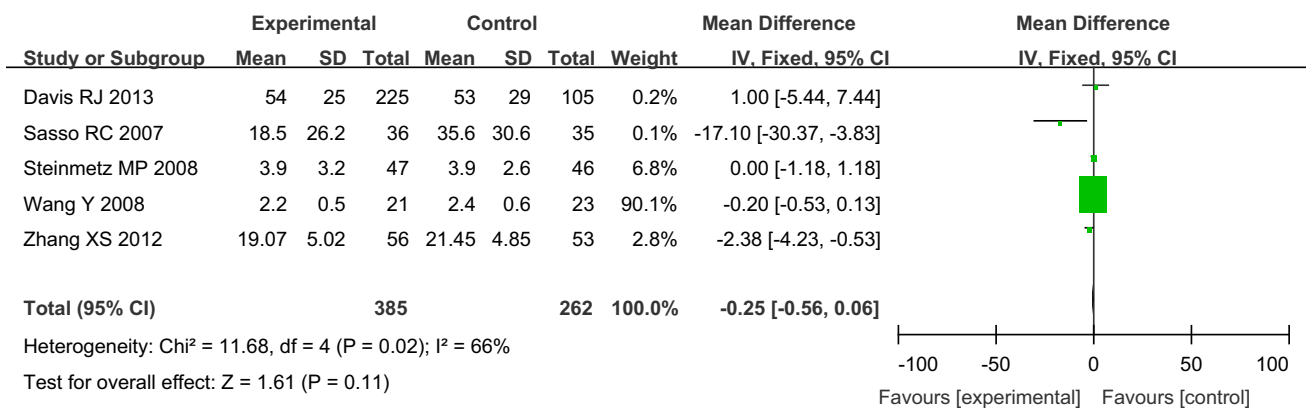 Experimental Control Mean Difference Mean Difference
Study or Subgroup Mean SD Total Mean SD Total Weight IV, Fixed, 95% CI IV, Fixed, 95% CI
Davis RJ 2013 54 25 225 53 29 105 0.2% 1.00 [-5.44, 7.44]
Sasso RC 2007 18.5 26.2 36 35.6 30.6 35 0.1% -17.10 [-30.37, -3.83]
Steinmetz MP 2008 3.9 3.2 47 3.9 2.6 46 6.8% 0.00 [-1.18, 1.18]
Wang Y 2008 2.2 0.5 21 2.4 0.6 23 90.1% -0.20 [-0.53, 0.13]
Zhang XS 2012 19.07 5.02 56 21.45 4.85 53 2.8% -2.38 [-4.23, -0.53]
Total (95% CI) 385 262 100.0% -0.25 [-0.56, 0.06]
Heterogeneity: Chi² = 11.68, df = 4 (P = 0.02); I² = 66%
Test for overall effect: Z = 1.61 (P = 0.11)
-100 -50 0 50 100
Favours [experimental] Favours [control]